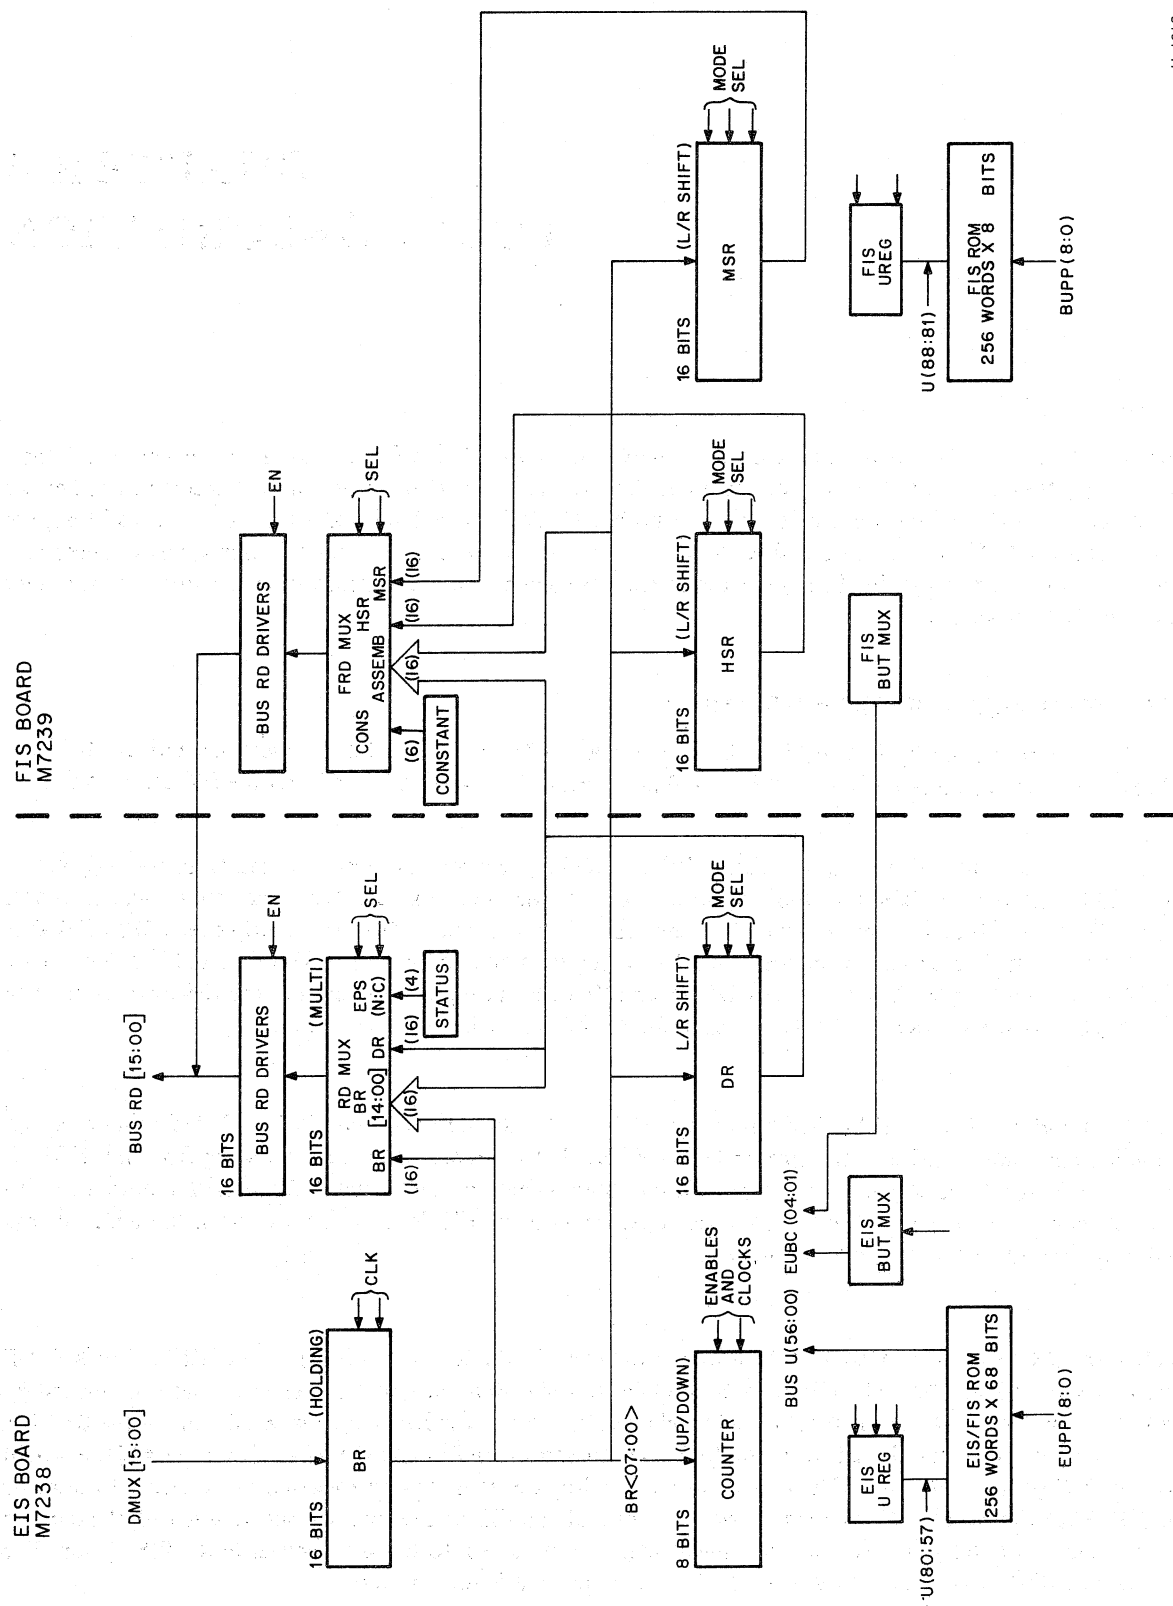 EIS BOARD
M7238
FIS BOARD
M7239
DMUX [15:00]
BUS RD [15:00]
16 BITS
BUS RD DRIVERS
EN
BUS RD DRIVERS
EN
16 BITS
(HOLDING)
BR
CLK
16 BITS
(MULTI)
RD MUX
BR
[14:00]
BR
DR
EPS
(N:C)
SEL
(16)
(16)
(16)
(4)
STATUS
FRD MUX
CONS
ASSEMB
HSR
MSR
SEL
(6)
(16)
(16)
(16)
CONSTANT
BR<07:00>
8 BITS
(UP/DOWN)
COUNTER
ENABLES
AND
CLOCKS
16 BITS
L/R SHIFT)
DR
MODE
SEL
16 BITS
(L/R SHIFT)
HSR
MODE
SEL
16 BITS
(L/R SHIFT)
MSR
MODE
SEL
BUS U(56:00)
EUBC (04:01)
EIS
U REG
EIS
BUT MUX
FIS
BUT MUX
FIS
UREG
U(80:57)
U(88:81)
EIS/FIS ROM
256 WORDS X 68 BITS
FIS ROM
256 WORDS X 8 BITS
EUPP(8:0)
BUPP(8:0)